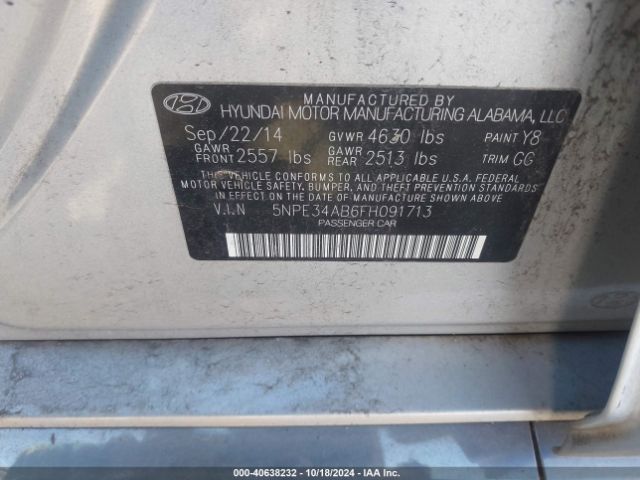 MANUFACTURED BY
HYUNDAI MOTOR MANUFACTURING ALABAMA, LLC
Sep/22/14 GVWR 4630 lbs PAINT Y8
GAWR FRONT 2557 lbs GAWR REAR 2513 lbs TRIM GG
THIS VEHICLE CONFORMS TO ALL APPLICABLE U.S.A. FEDERAL
MOTOR VEHICLE SAFETY, BUMPER, AND THEFT PREVENTION STANDARDS
IN EFFECT ON THE DATE OF MANUFACTURE SHOWN ABOVE.
V.I.N 5NPE34AB6FH091713
PASSENGER CAR
000-40638232 - 10/18/2024 - IAA Inc.